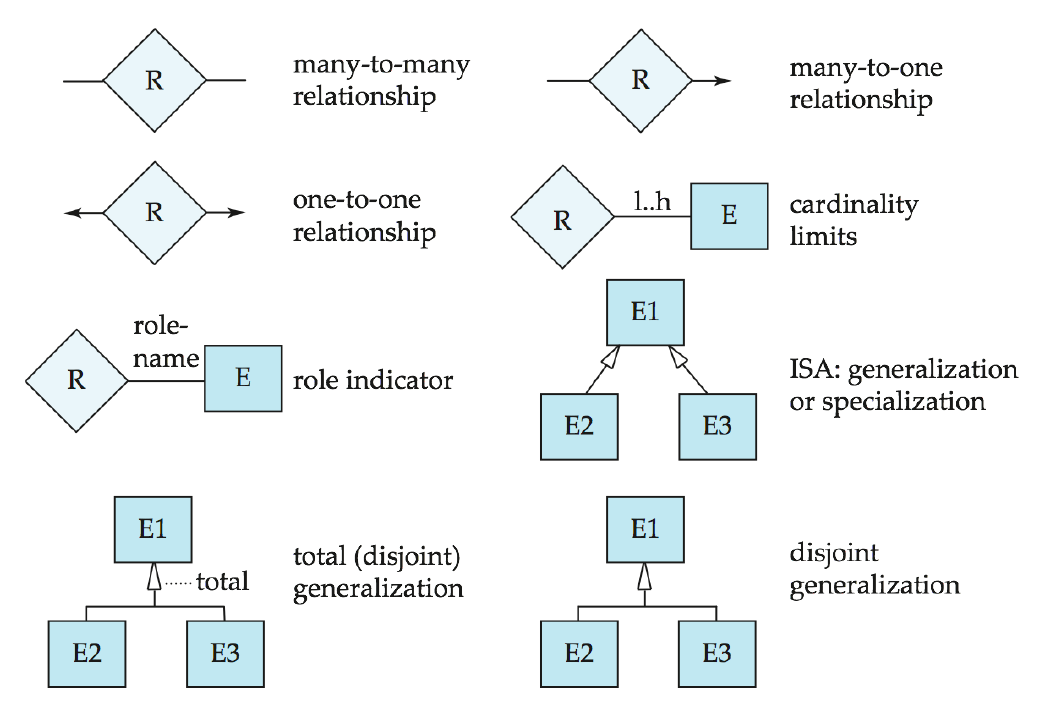 R
many-to-many
relationship
R
many-to-one
relationship
R
one-to-one
relationship
R
l..h
E
cardinality
limits
R
role-
name
E
role indicator
E1
E2
E3
ISA: generalization
or specialization
E1
total
E2
E3
total (disjoint)
generalization
E1
E2
E3
disjoint
generalization